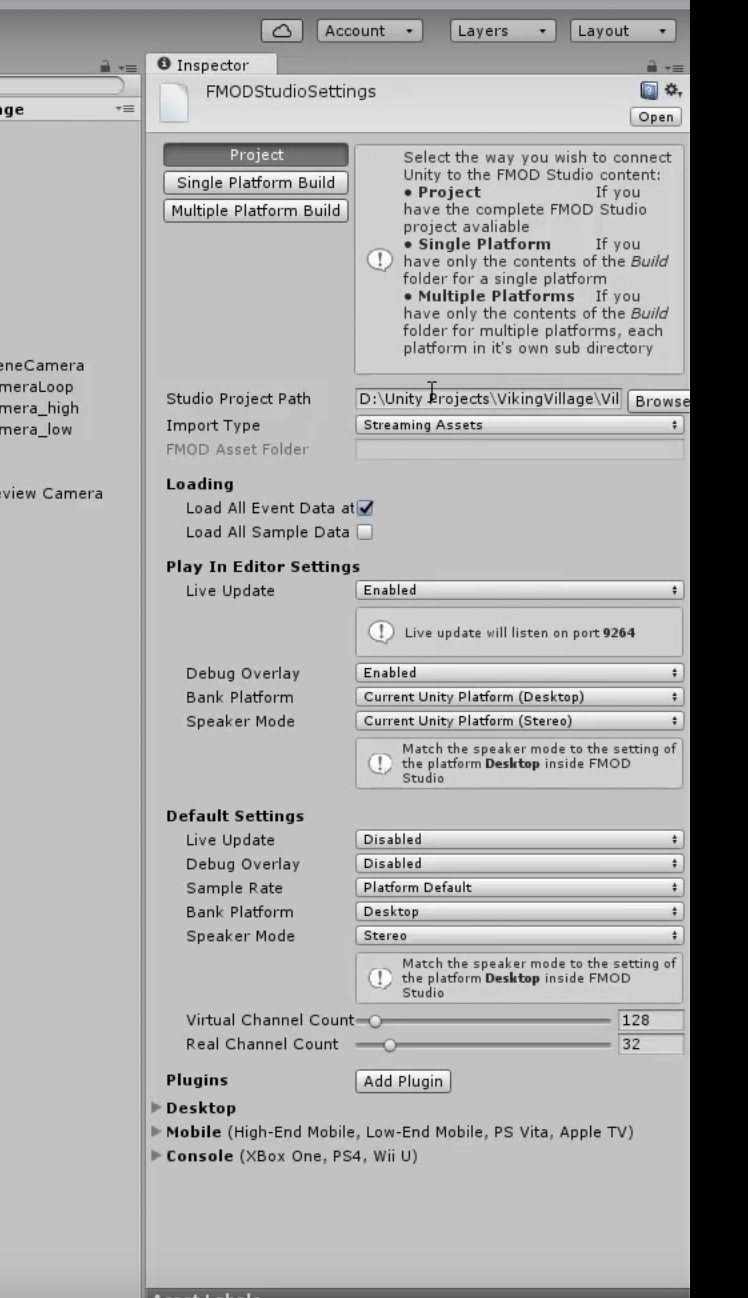 Account
Layers
Layout
Inspector
FMODStudioSettings
Open
Project
Single Platform Build
Multiple Platform Build
Select the way you wish to connect
Unity to the FMOD Studio content:
• Project If you
have the complete FMOD Studio
project avaliable
• Single Platform If you
have only the contents of the Build
folder for a single platform
• Multiple Platforms If you
have only the contents of the Build
folder for multiple platforms, each
platform in it's own sub directory
eneCamera
meraLoop
mera_high
mera_low
view Camera
Studio Project Path D:\Unity Projects\VikingVillage\Vil Browse
Import Type Streaming Assets
FMOD Asset Folder
Loading
Load All Event Data at
Load All Sample Data
Play In Editor Settings
Live Update Enabled
Live update will listen on port 9264
Debug Overlay Enabled
Bank Platform Current Unity Platform (Desktop)
Speaker Mode Current Unity Platform (Stereo)
Match the speaker mode to the setting of
the platform Desktop inside FMOD
Studio
Default Settings
Live Update Disabled
Debug Overlay Disabled
Sample Rate Platform Default
Bank Platform Desktop
Speaker Mode Stereo
Match the speaker mode to the setting of
the platform Desktop inside FMOD
Studio
Virtual Channel Count 128
Real Channel Count 32
Plugins Add Plugin
Desktop
Mobile (High-End Mobile, Low-End Mobile, PS Vita, Apple TV)
Console (XBox One, PS4, Wii U)